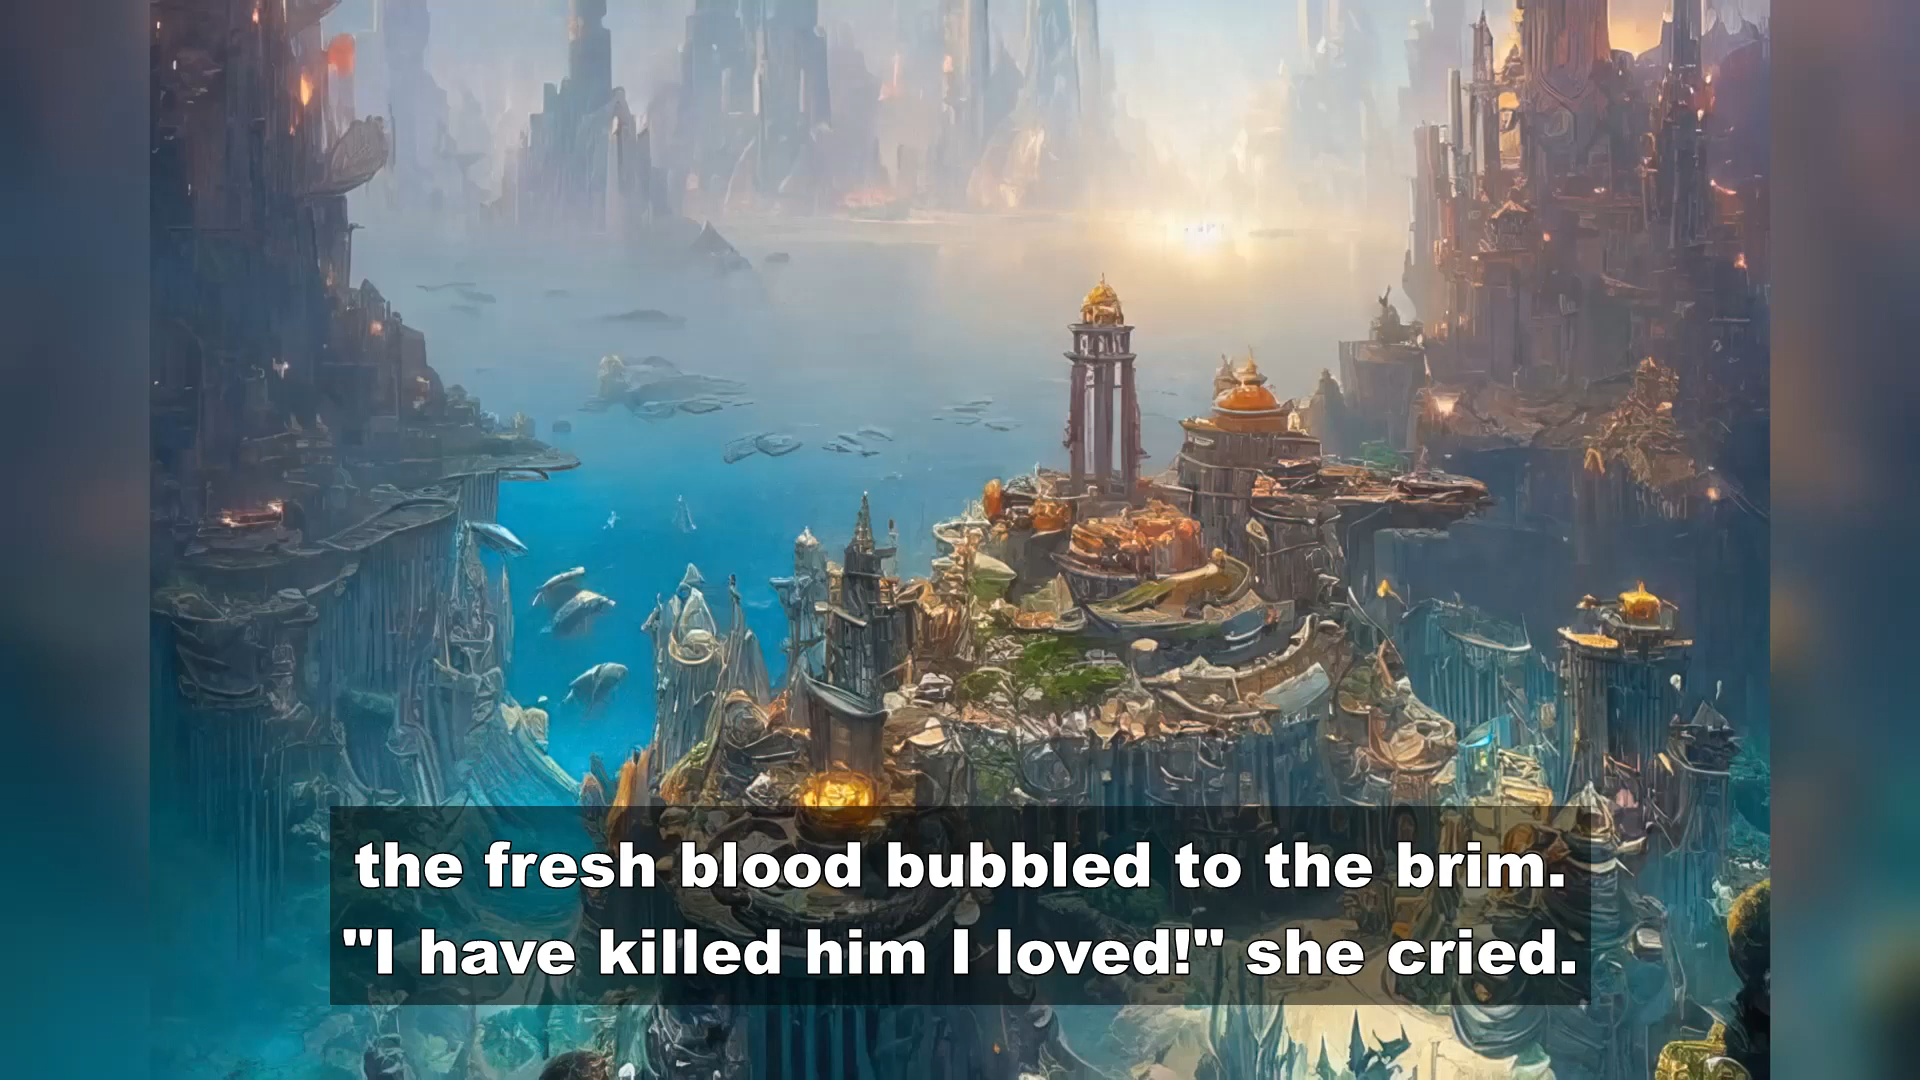 the fresh blood bubbled to the brim.
"I have killed him I loved!" she cried.